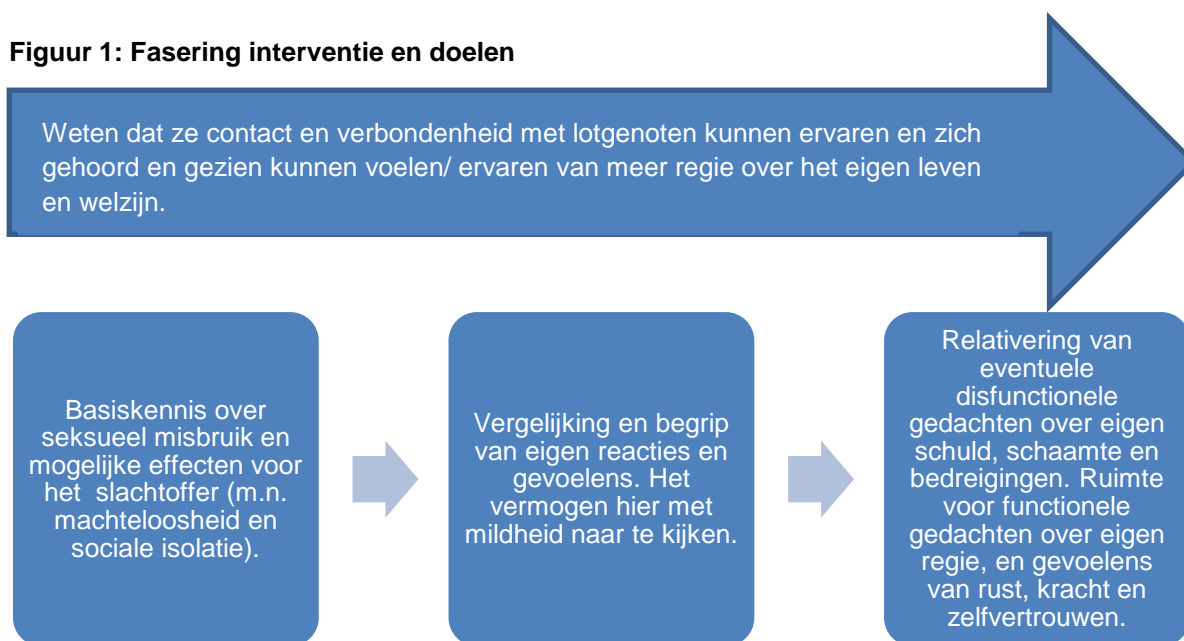 Figuur 1: Fasering interventie en doelen
Weten dat ze contact en verbondenheid met lotgenoten kunnen ervaren en zich
gehoord en gezien kunnen voelen/ ervaren van meer regie over het eigen leven
en welzijn.
Basiskennis over
seksueel misbruik en
mogelijke effecten voor
het slachtoffer (m.n.
machteloosheid en
sociale isolatie).
Vergelijking en begrip
van eigen reacties en
gevoelens. Het
vermogen hier met
mildheid naar te kijken.
Relativering van
eventuele
disfunctionele
gedachten over eigen
schuld, schaamte en
bedreigingen. Ruimte
voor functionele
gedachten over eigen
regie, en gevoelens
van rust, kracht en
zelfvertrouwen.